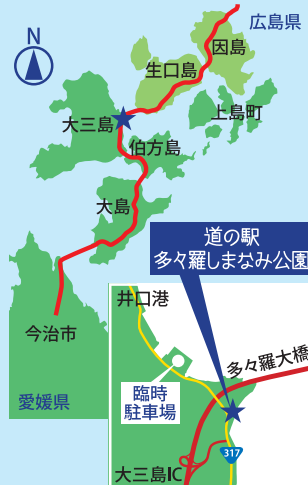 広島県
N
因島
生口島
上島町
大三島
伯方島
大島
道の駅
多々羅しまなみ公園
井口港
今治市
多々羅大橋
臨時
駐車場
愛媛県
317
大三島IC